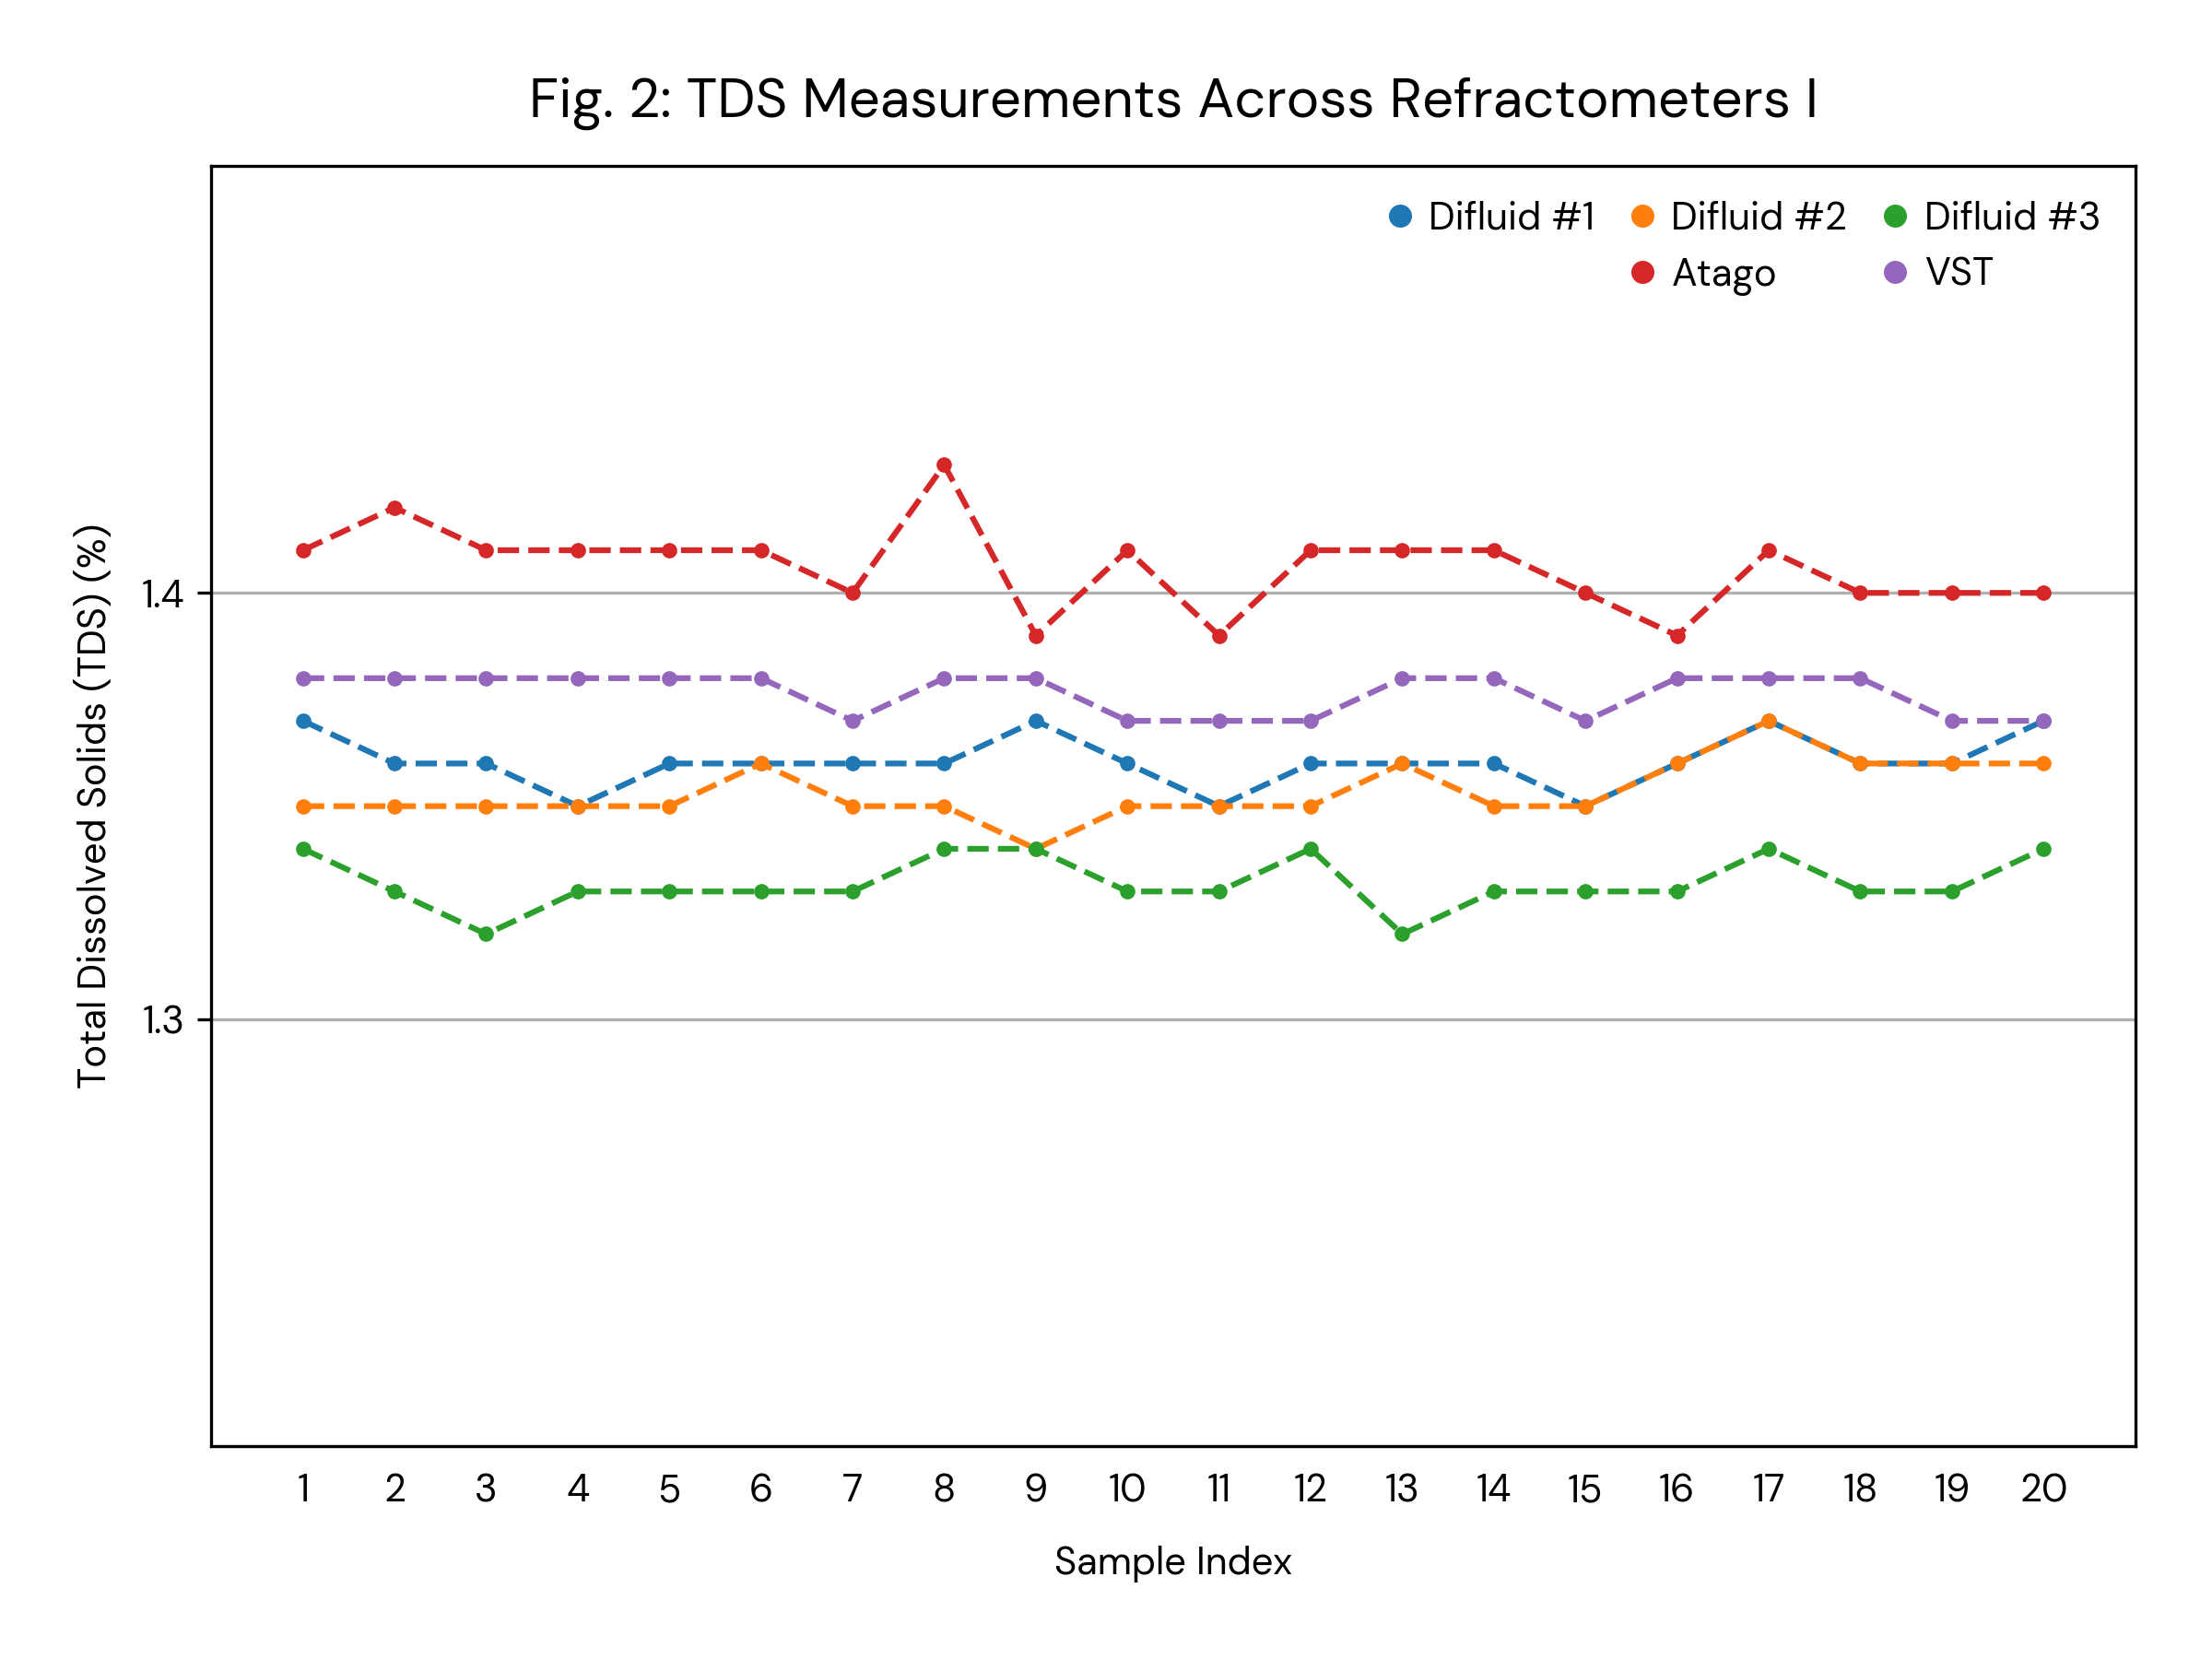 Fig. 2: TDS Measurements Across Refractometers I
Difluid #1 Difluid #2 Difluid #3
Atago VST
Total Dissolved Solids (TDS) (%)
1.4
1.3
1 2 3 4 5 6 7 8 9 10 11 12 13 14 15 16 17 18 19 20
Sample Index